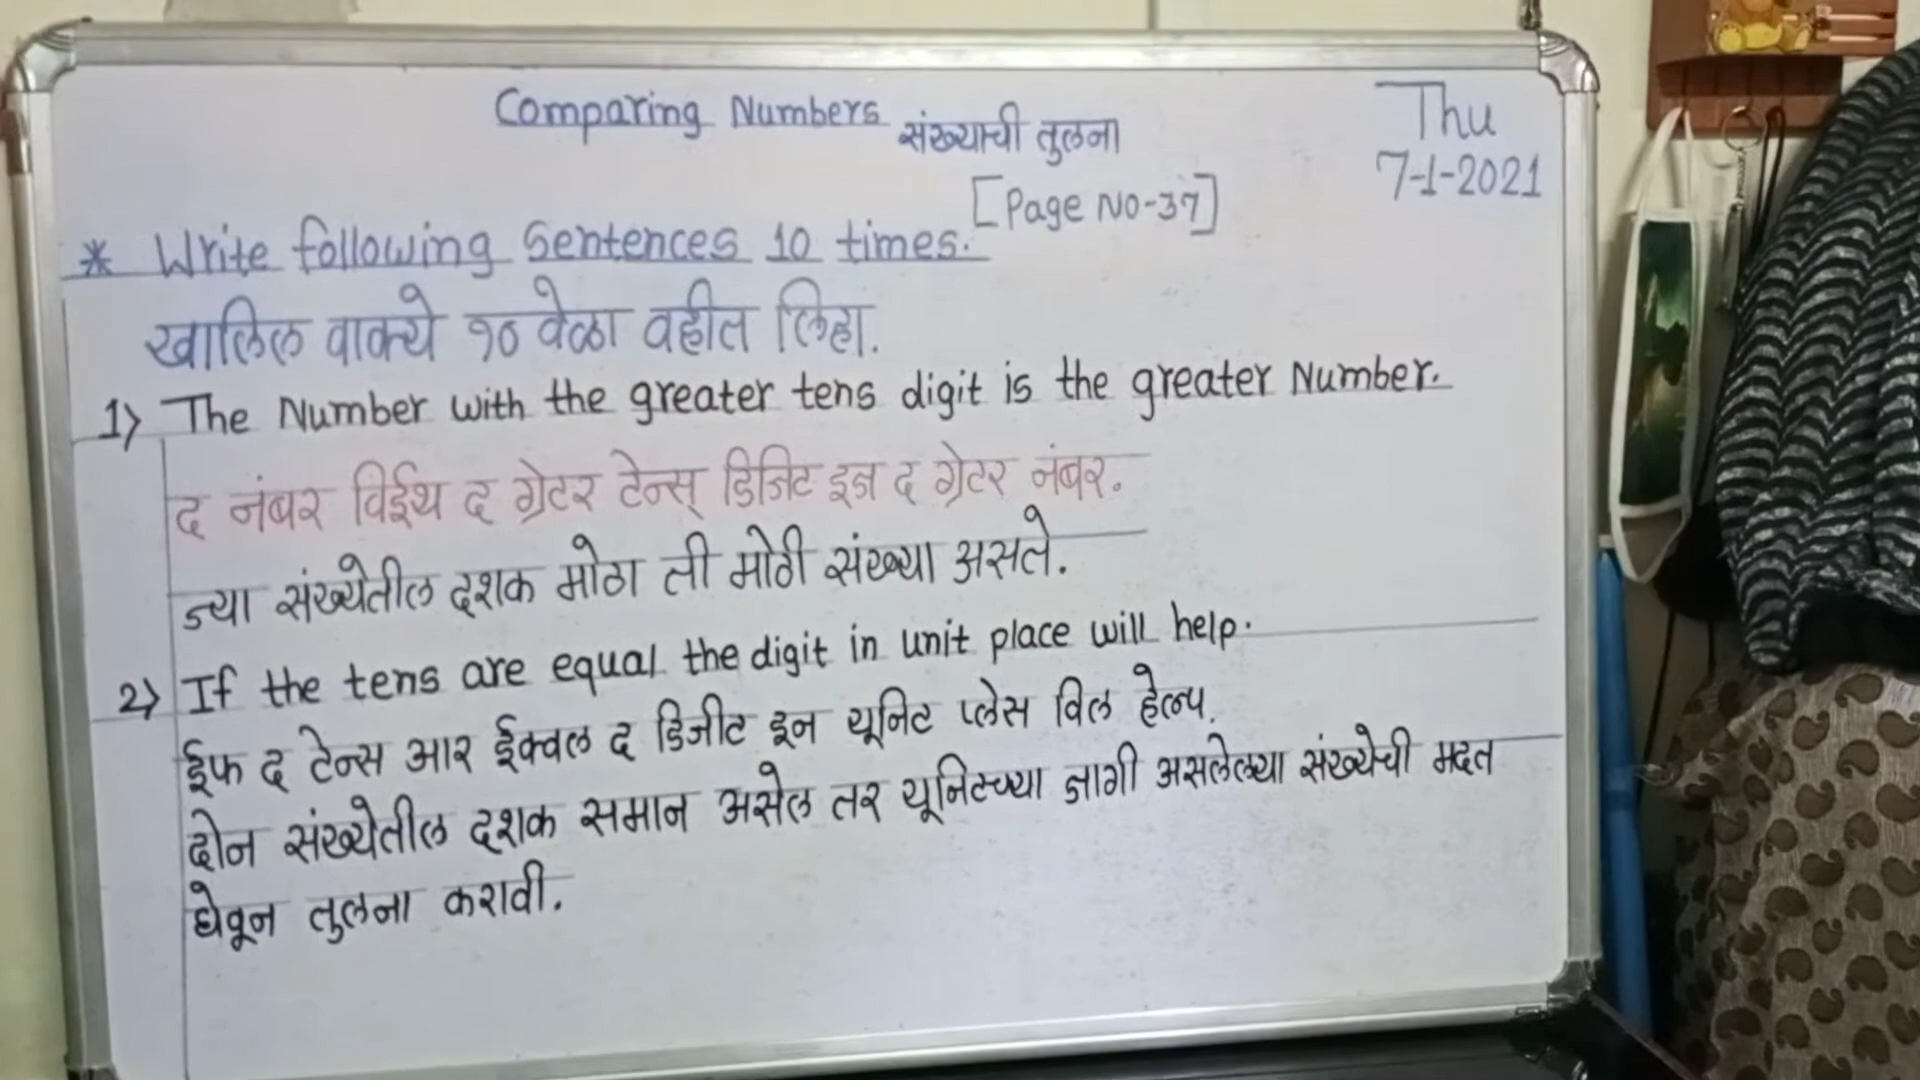 Comparing Numbers संख्याची तुलना
Thu
7-1-2021
[Page No-37]
* Write following Sentences 10 times.
खालिल वाक्ये १० वेळा वहीत लिहा.
1) The Number with the greater tens digit is the greater Number.
द नंबर विईथ द ग्रेटर टेन्स् डिजिट इज द ग्रेटर नंबर.
ज्या संख्येतील दशक मोठा ती मोठी संख्या असते.
2) If the tens are equal the digit in unit place will help.
ईफ द टेन्स आर ईक्वल द डिजीट इन यूनिट प्लेस विल हेल्प.
दोन संख्येतील दशक समान असेल तर यूनिटच्या जागी असलेल्या संख्येची मदत
घेवून तुलना करावी.